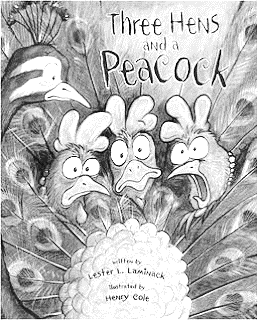 Three Hens
and a
Peacock
written by
Lester L. Laminack
illustrated by
Henry Cole